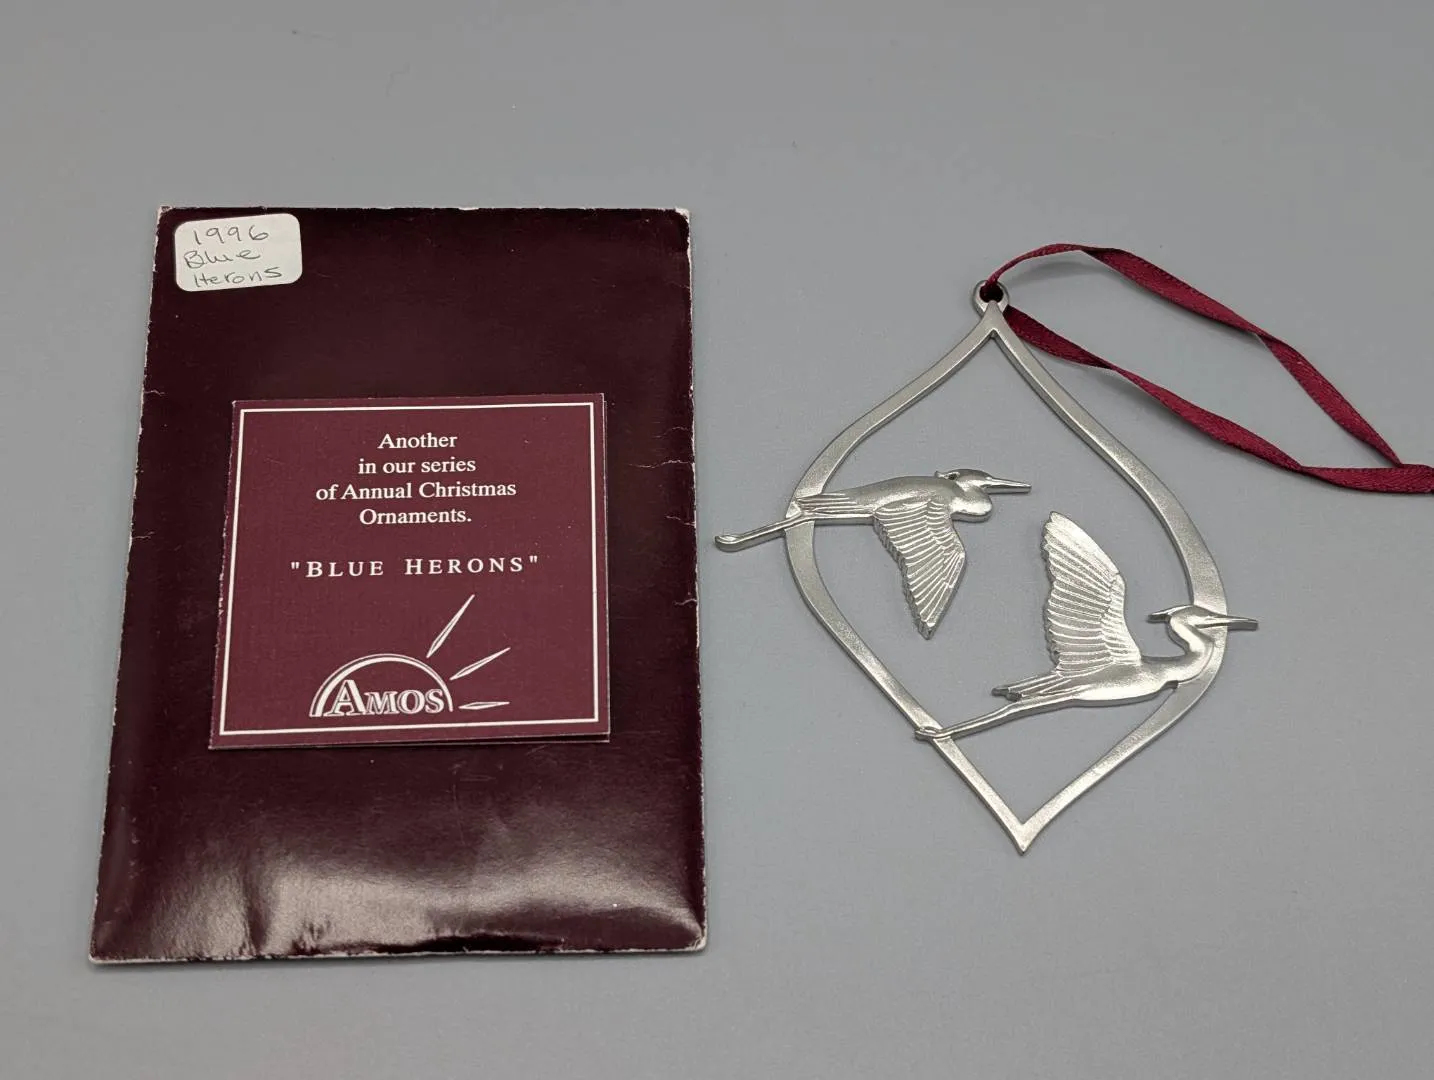 1996
Blue
Herons
Another
in our series
of Annual Christmas
Ornaments.
"BLUE HERONS"
AMOS